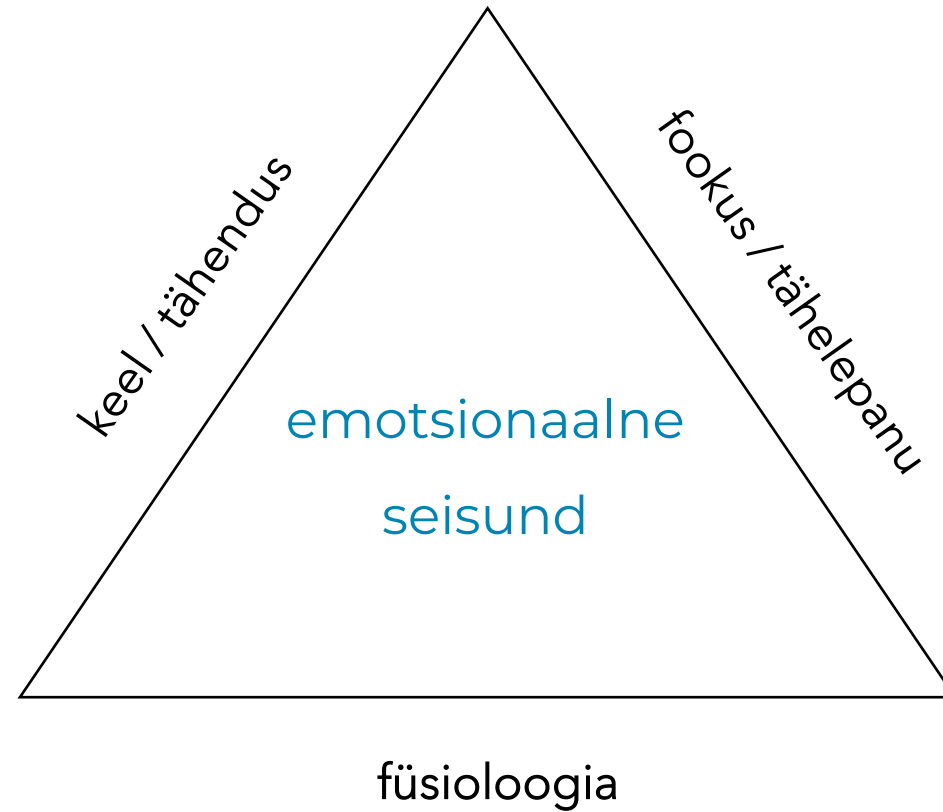 keel / tähendus
fookus / tähelepanu
emotsionaalne
seisund
füsioloogia